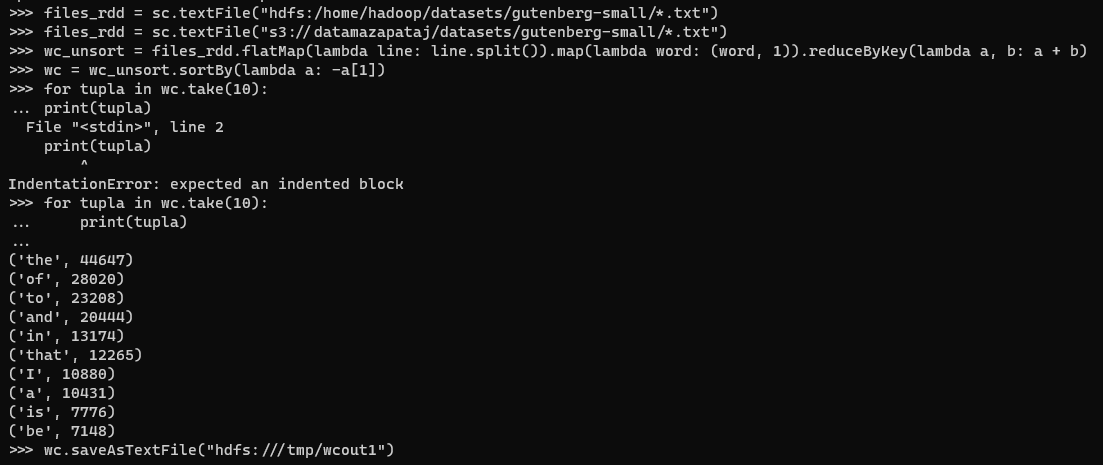 >>> files_rdd = sc.textFile("hdfs:/home/hadoop/datasets/gutenberg-small/*.txt")
>>> files_rdd = sc.textFile("s3://datamazapataj/datasets/gutenberg-small/*.txt")
>>> wc_unsort = files_rdd.flatMap(lambda line: line.split()).map(lambda word: (word, 1)).reduceByKey(lambda a, b: a + b)
>>> wc = wc_unsort.sortBy(lambda a: -a[1])
>>> for tupla in wc.take(10):
... print(tupla)
  File "<stdin>", line 2
    print(tupla)
        ^
IndentationError: expected an indented block
>>> for tupla in wc.take(10):
...     print(tupla)
...
('the', 44647)
('of', 28020)
('to', 23208)
('and', 20444)
('in', 13174)
('that', 12265)
('I', 10880)
('a', 10431)
('is', 7776)
('be', 7148)
>>> wc.saveAsTextFile("hdfs:///tmp/wcout1")